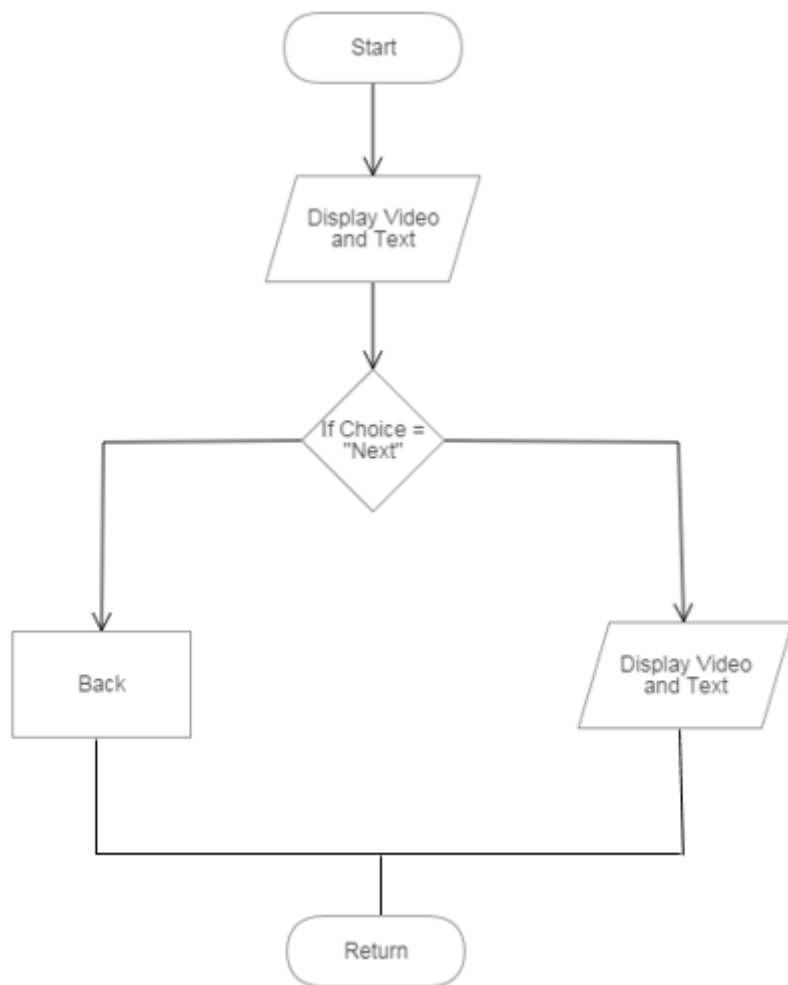 Start
Display Video
and Text
If Choice =
"Next"
Back
Display Video
and Text
Return